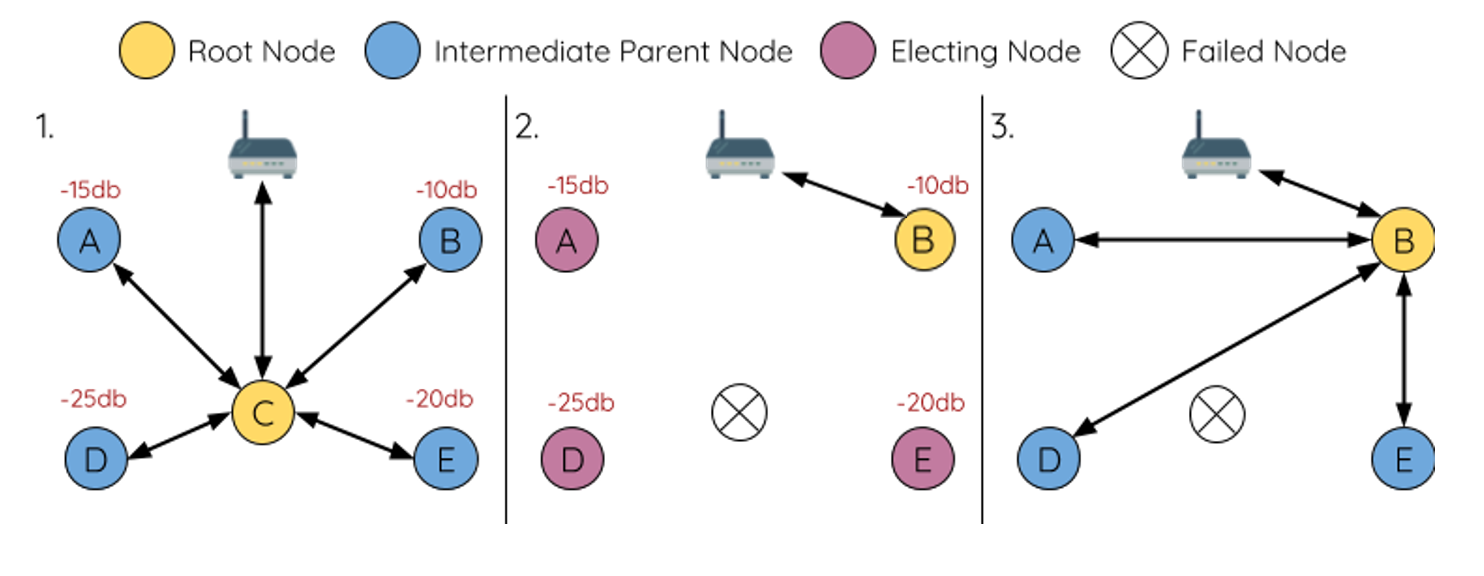 Root Node Intermediate Parent Node Electing Node Failed Node
1.
-15db -10db
A B
C
-25db -20db
D E
2.
-15db -10db
A B
-25db -20db
D E
3.
A B
D E